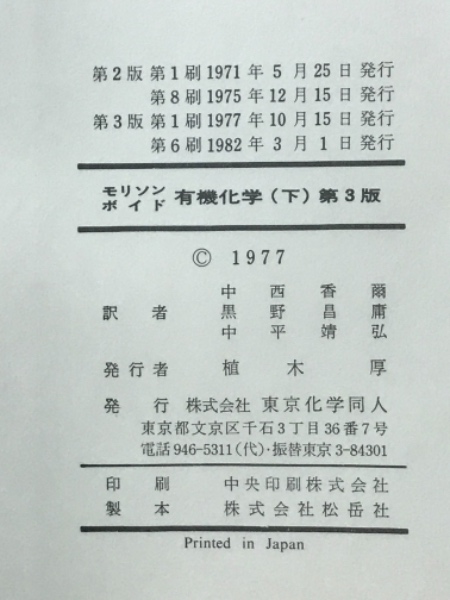 第2版 第1刷 1971 年 5 月 25 日 発行
第8刷 1975 年 12 月 15 日 発行
第3版 第1刷 1977 年 10 月 15 日 発行
第6刷 1982 年 3 月 1 日 発行
モリソン
ボイド 有機化学(下)第3版
© 1977
中西香爾
訳者 黒野昌庸
中平靖弘
発行者 植木厚
発行 株式会社 東京化学同人
東京都文京区千石3丁目36番7号
電話 946-5311(代)・振替東京 3-84301
印刷 中央印刷株式会社
製本 株式会社松岳社
Printed in Japan